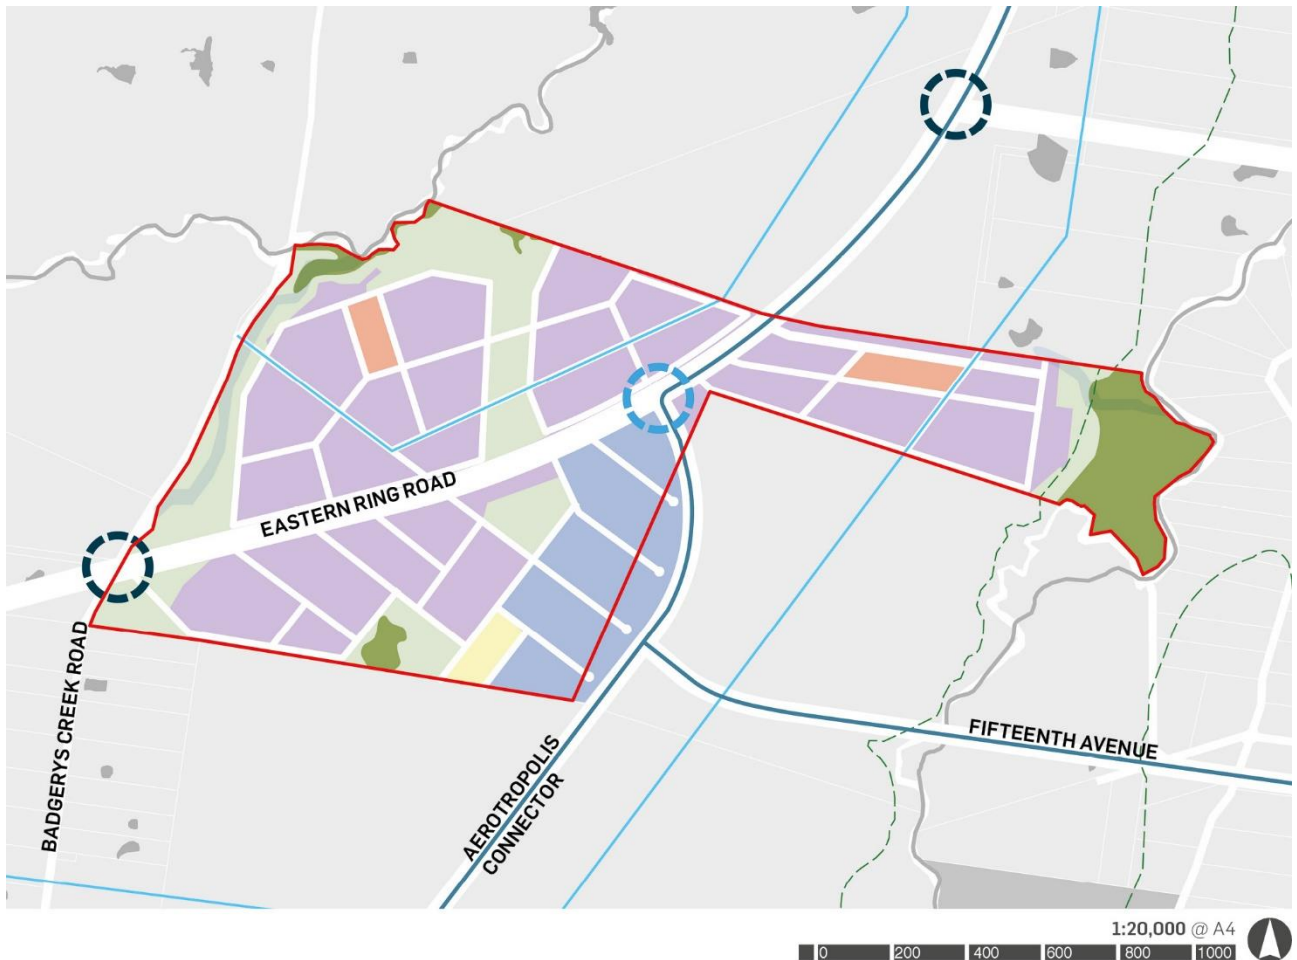 EASTERN RING ROAD
BADGERYS CREEK ROAD
AEROTROPOLIS
CONNECTOR
FIFTEENTH AVENUE
1:20,000 @ A4
0 200 400 600 800 1000